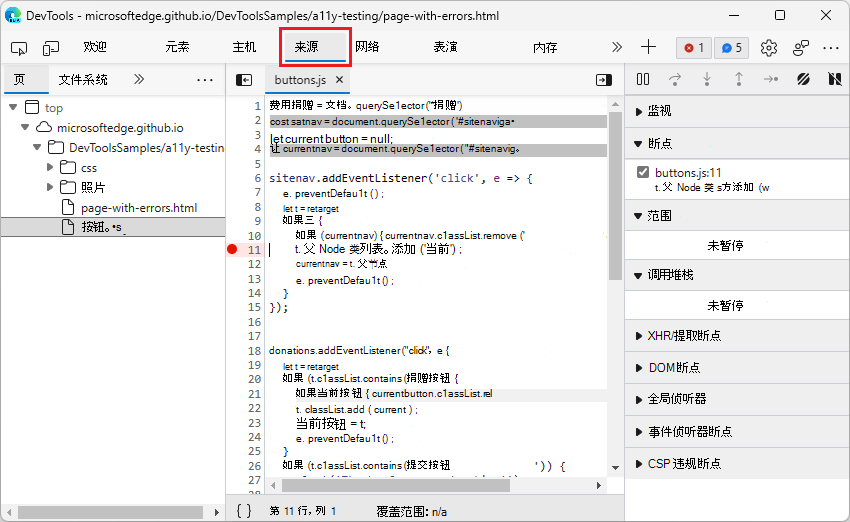 DevTools - microsoftedge.github.io/DevToolsSamples/a11y-testing/page-with-errors.html
欢迎 元素 主机 来源 网络 表演 内存 1 5
页 文件系统
top
microsoftedge.github.io
DevToolsSamples/a11y-testing
css
照片
page-with-errors.html
按钮。•s
buttons.js
1 费用捐赠 = 文档。querySe1ector("捐赠")
2 cost satnav = document.querySe1ector ("#sitenaviga•
3 let current button = null;
4 让 currentnav = document.querySe1ector ("#sitenavig。
5
6 sitenav.addEventListener('click', e => {
7 e. preventDefau1t () ;
8 let t = retarget
9 如果三 {
10 如果 (currentnav) { currentnav.c1assList.remove ('
11 t. 父 Node 类列表。添加 ('当前') ;
12 currentnav = t. 父节点
13 e. preventDefau1t () ;
14 }
15 });
16
17
18 donations.addEventListener ("click", e {
19 let t = retarget
20 如果 (t.c1assList.contains (捐赠按钮 {
21 如果当前按钮 { currentbutton.c1assList.rel
22 t. classList.add ( current ) ;
23 当前按钮 = t;
24 e. preventDefau1t () ;
25 }
26 如果 (t.c1assList.contains (提交按钮 ')) {
27
28
{ } 第 11 行，列 1 覆盖范围: n/a
监视
断点
buttons.js:11
t. 父 Node 类 s方添加 (w
范围
未暂停
调用堆栈
未暂停
XHR/提取断点
DOM 断点
全局侦听器
事件侦听器断点
CSP 违规断点